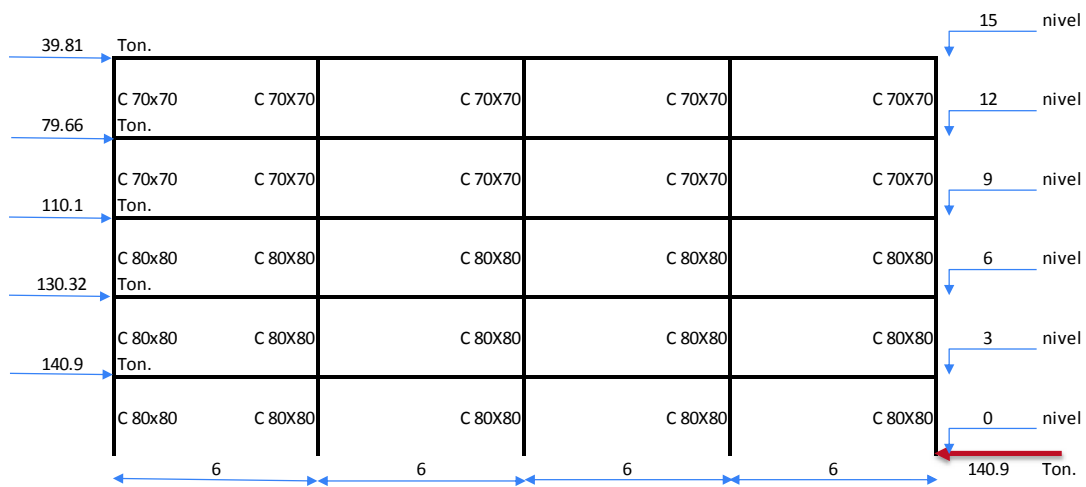 15 nivel
39.81 Ton.
C 70x70 C 70X70 C 70X70 C 70X70 C 70X70 12 nivel
79.66 Ton.
C 70x70 C 70X70 C 70X70 C 70X70 C 70X70 9 nivel
110.1 Ton.
C 80x80 C 80X80 C 80X80 C 80X80 C 80X80 6 nivel
130.32 Ton.
C 80x80 C 80X80 C 80X80 C 80X80 C 80X80 3 nivel
140.9 Ton.
C 80x80 C 80X80 C 80X80 C 80X80 C 80X80 0 nivel
6 6 6 6 140.9 Ton.